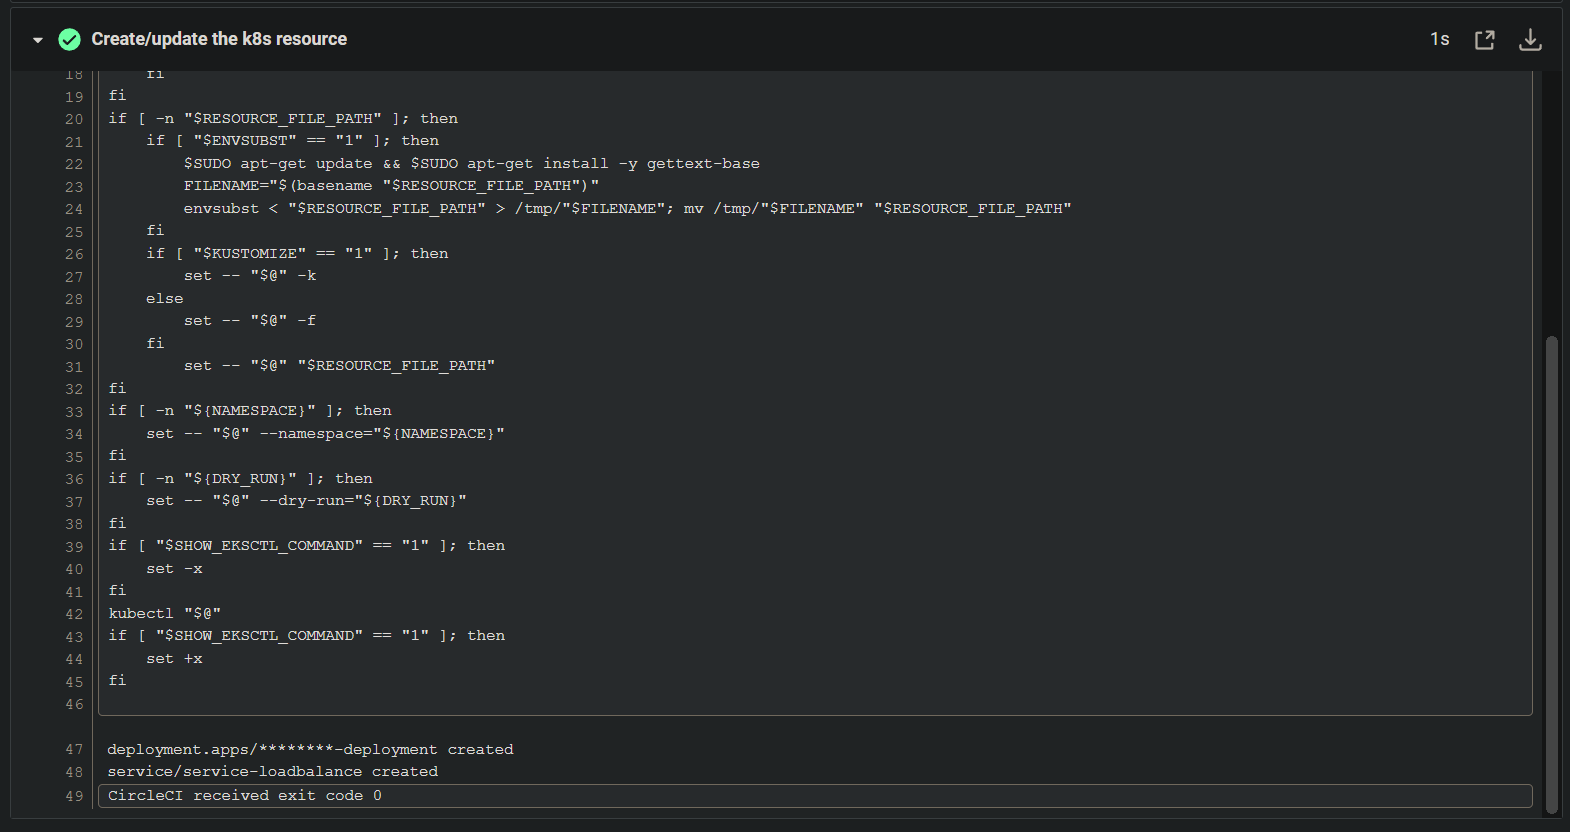 Create/update the k8s resource
1s
18 fi
19 fi
20 if [ -n "$RESOURCE_FILE_PATH" ]; then
21 if [ "$ENVSUBST" == "1" ]; then
22 $SUDO apt-get update && $SUDO apt-get install -y gettext-base
23 FILENAME="$(basename "$RESOURCE_FILE_PATH")"
24 envsubst < "$RESOURCE_FILE_PATH" > /tmp/"$FILENAME"; mv /tmp/"$FILENAME" "$RESOURCE_FILE_PATH"
25 fi
26 if [ "$KUSTOMIZE" == "1" ]; then
27 set -- "$@" -k
28 else
29 set -- "$@" -f
30 fi
31 set -- "$@" "$RESOURCE_FILE_PATH"
32 fi
33 if [ -n "${NAMESPACE}" ]; then
34 set -- "$@" --namespace="${NAMESPACE}"
35 fi
36 if [ -n "${DRY_RUN}" ]; then
37 set -- "$@" --dry-run="${DRY_RUN}"
38 fi
39 if [ "$SHOW_EKSCTL_COMMAND" == "1" ]; then
40 set -x
41 fi
42 kubectl "$@"
43 if [ "$SHOW_EKSCTL_COMMAND" == "1" ]; then
44 set +x
45 fi
46
47 deployment.apps/********-deployment created
48 service/service-loadbalance created
49 CircleCI received exit code 0